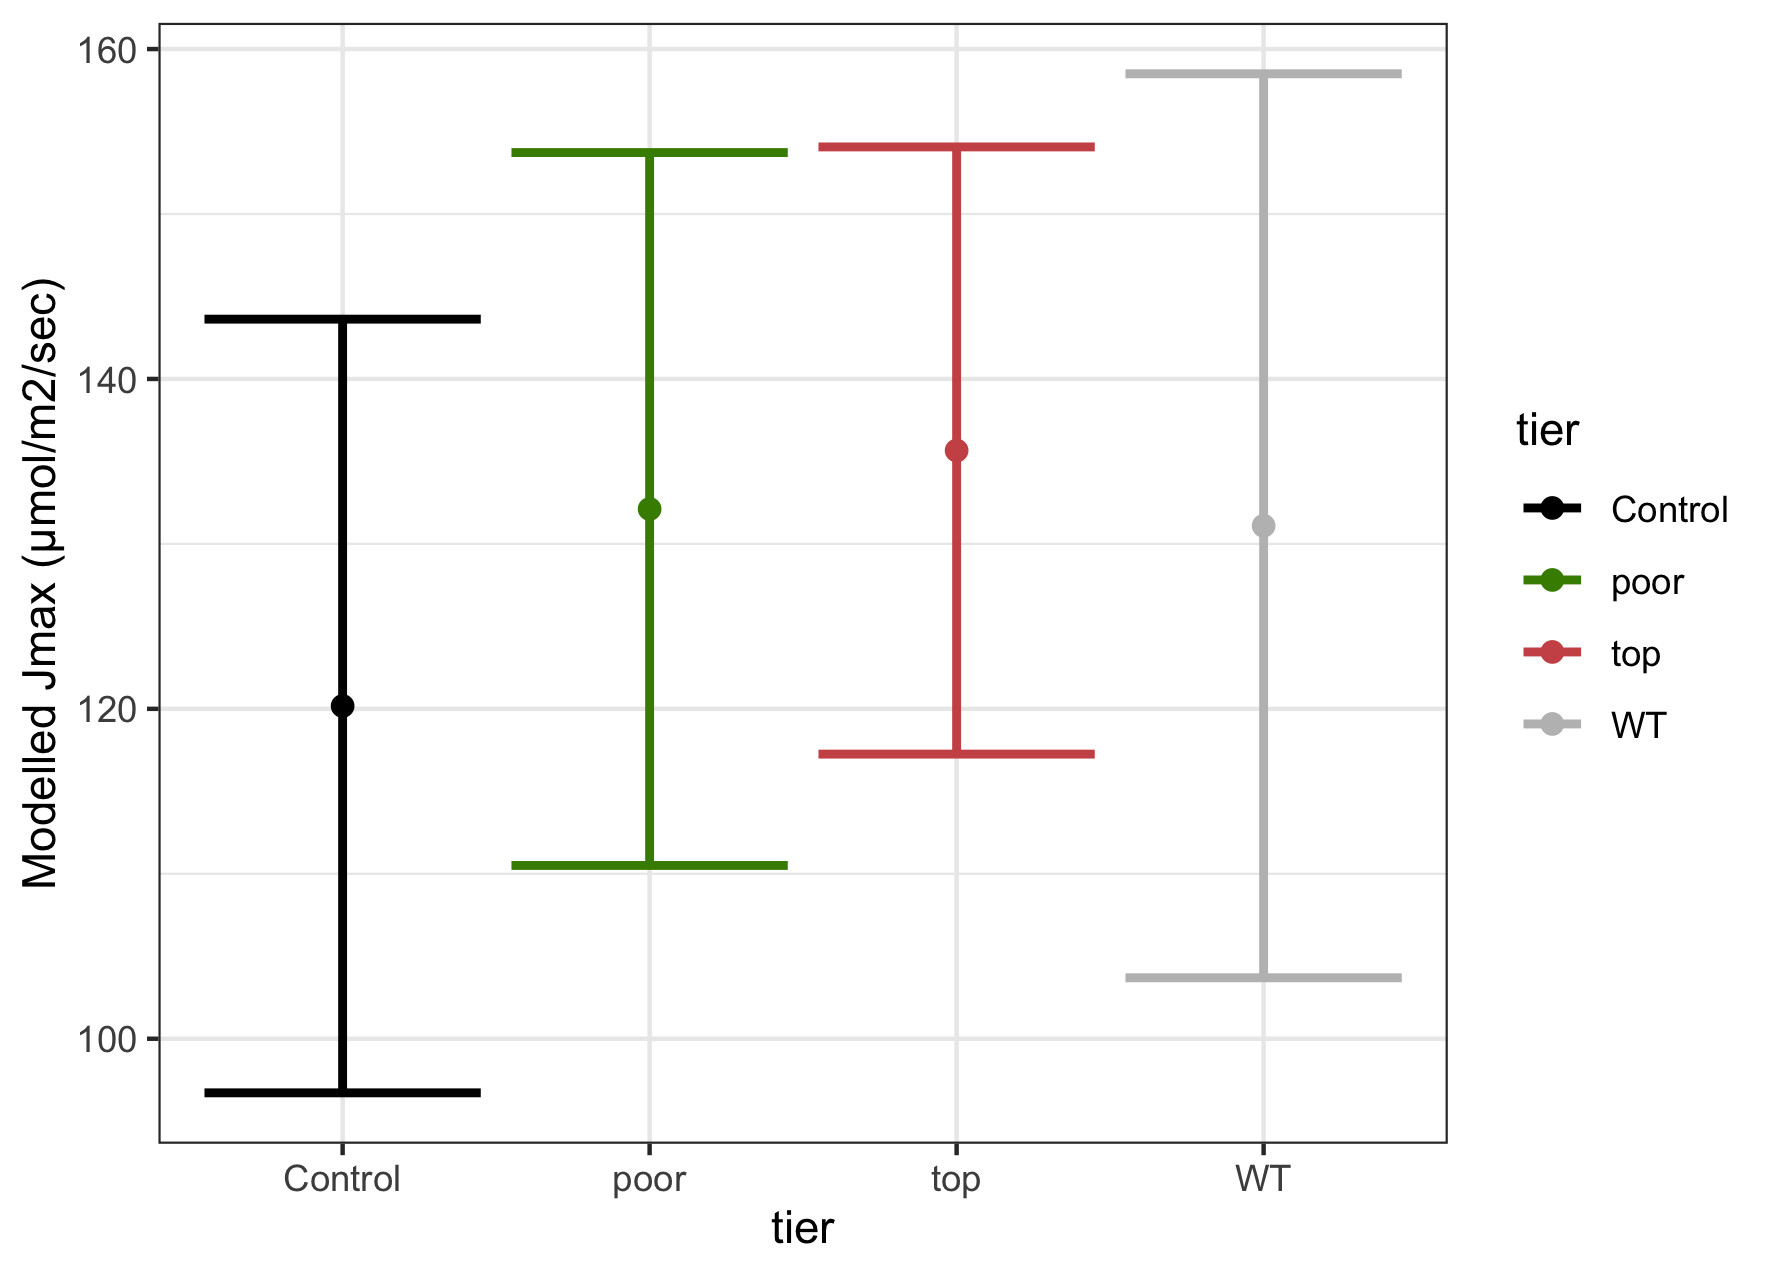 160
140
120
100
Modelled Jmax (μmol/m2/sec)
Control
poor
top
WT
tier
tier
Control
poor
top
WT